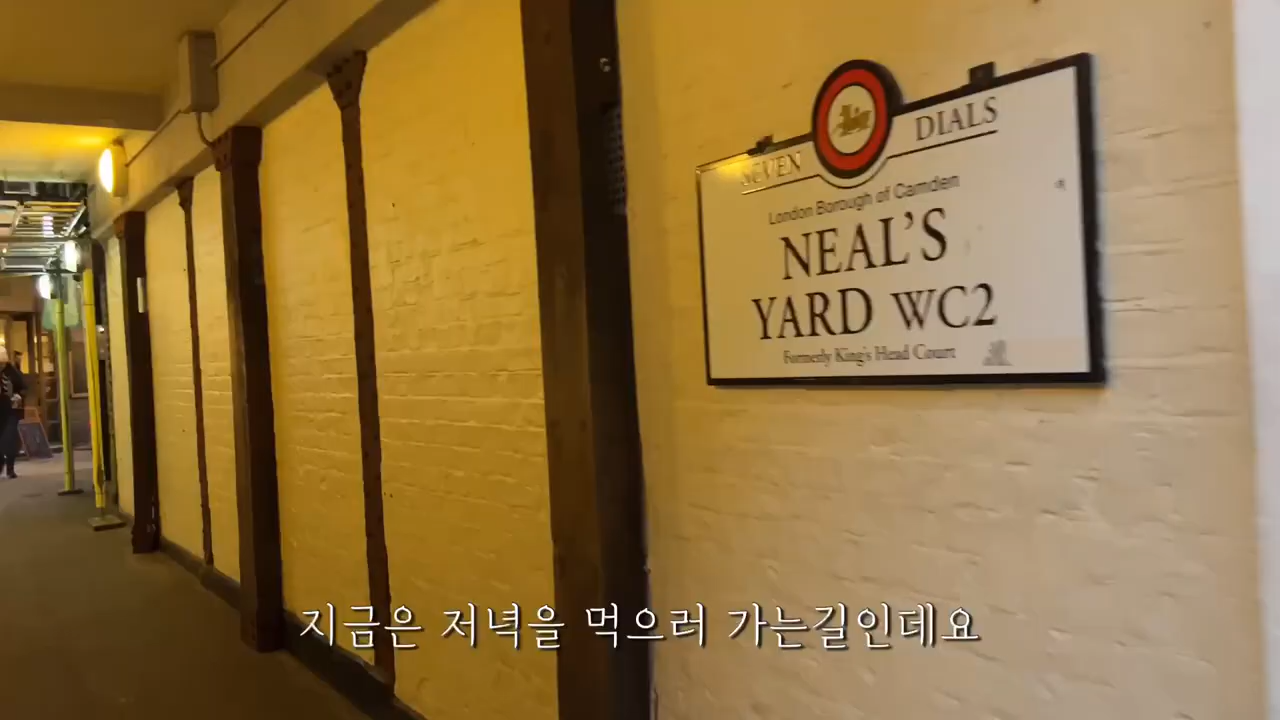 SEVEN DIALS
London Borough of Camden
NEAL'S
YARD WC2
Formerly King's Head Court
지금은 저녁을 먹으러 가는길인데요